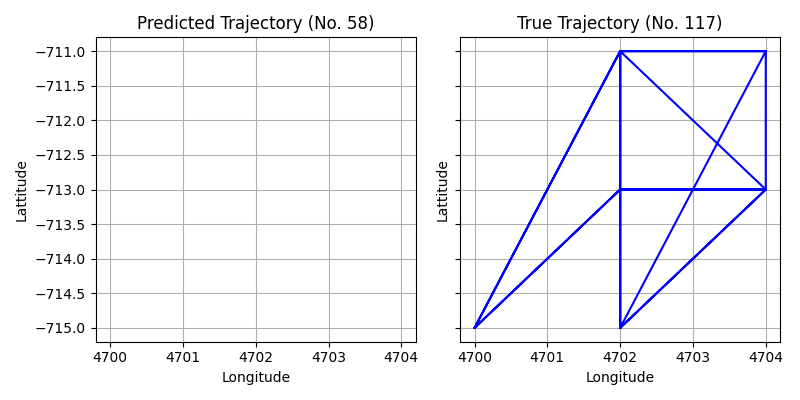 Predicted Trajectory (No. 58)
True Trajectory (No. 117)
−711.0
−711.5
−712.0
−712.5
−713.0
−713.5
−714.0
−714.5
−715.0
Lattitude
Lattitude
4700 4701 4702 4703 4704
4700 4701 4702 4703 4704
Longitude
Longitude